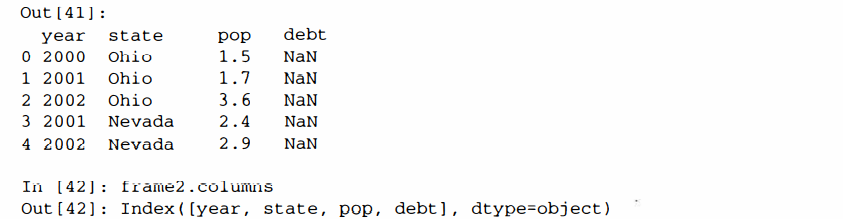 Out[41]:
year state pop debt
0 2000 Ohio 1.5 NaN
1 2001 Ohio 1.7 NaN
2 2002 Ohio 3.6 NaN
3 2001 Nevada 2.4 NaN
4 2002 Nevada 2.9 NaN
In [42]: frame2.columns
Out[42]: Index([year, state, pop, debt], dtype=object)